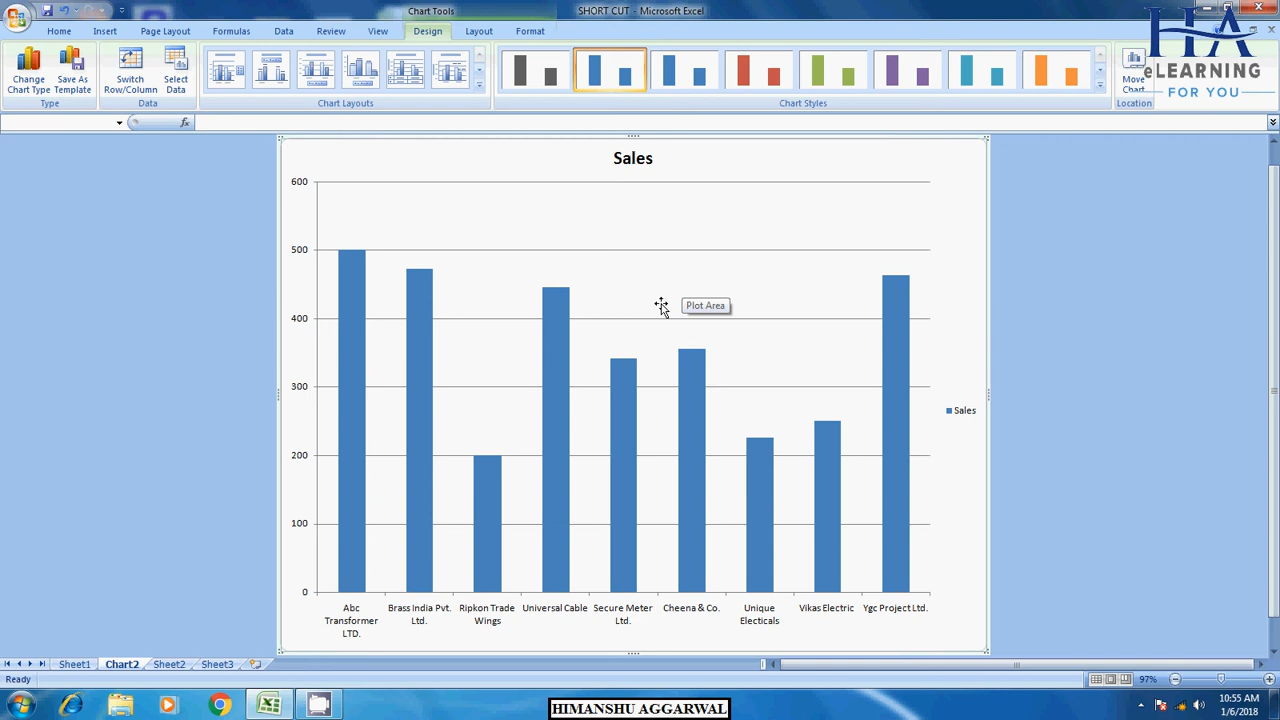 Chart Tools
SHORT CUT - Microsoft Excel
Home Insert Page Layout Formulas Data Review View Design Layout Format
Change Chart Type
Save As Template
Switch Row/Column
Select Data
Move Chart
Type Data Chart Layouts Chart Styles Location
HA
eLEARNING
FOR YOU
fx
Sales
600
500
400
300
200
100
0
Plot Area
Sales
Abc Transformer LTD.
Brass India Pvt. Ltd.
Ripkon Trade Wings
Universal Cable
Secure Meter Ltd.
Cheena & Co.
Unique Electicals
Vikas Electric
Ygc Project Ltd.
Sheet1 Chart2 Sheet2 Sheet3
Ready
97%
HIMANSHU AGGARWAL
10:55 AM
1/6/2018